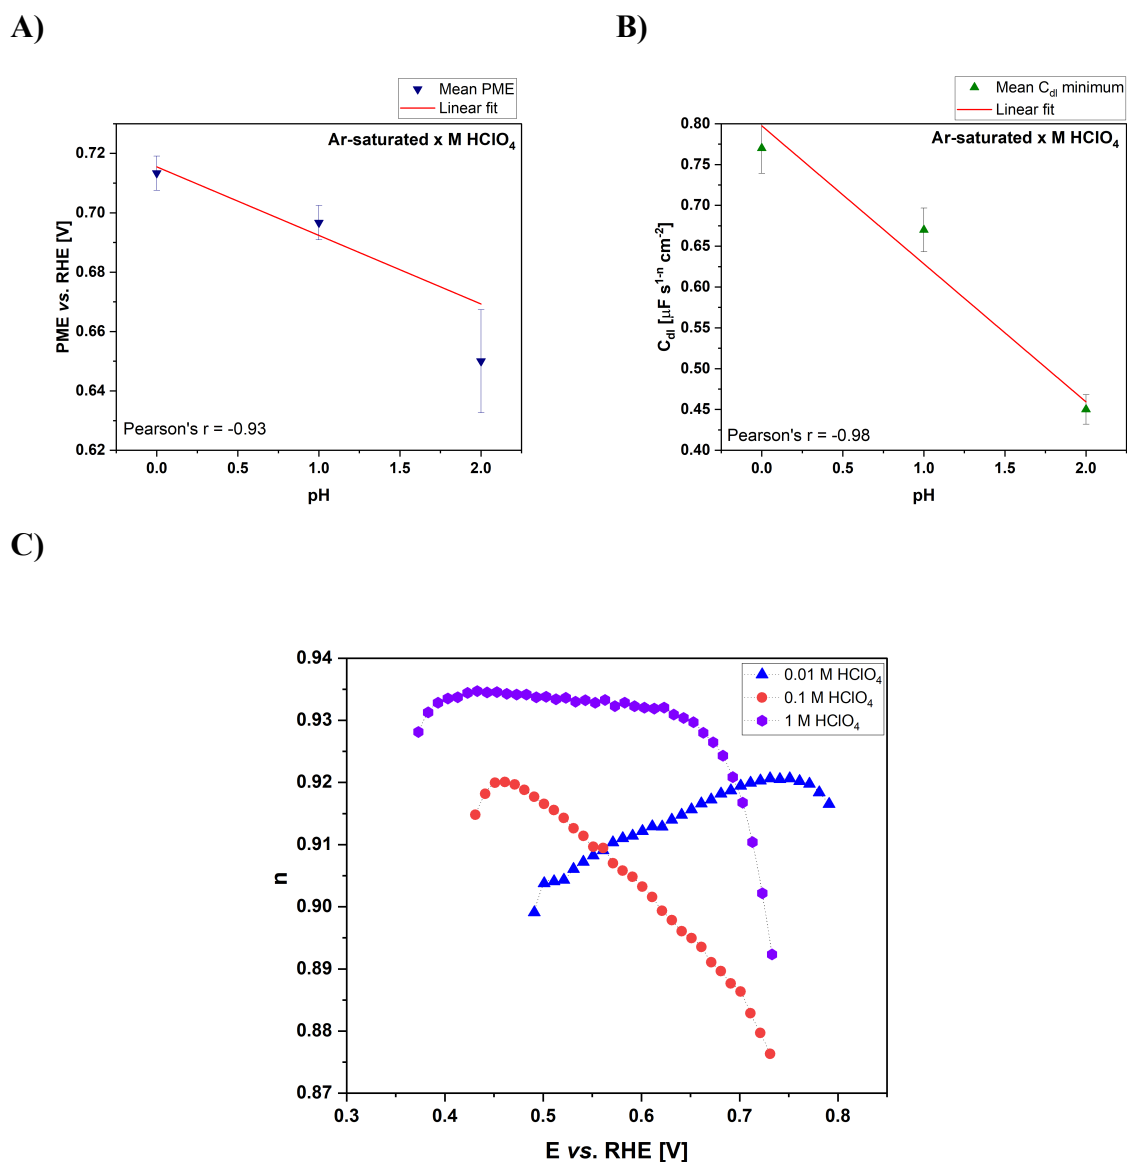 A)
B)
Mean PME
Linear fit
Ar-saturated x M HClO₄
PME vs. RHE [V]
0.72
0.70
0.68
0.66
0.64
0.62
Pearson's r = -0.93
0.0 0.5 1.0 1.5 2.0
pH
Mean C_dl minimum
Linear fit
Ar-saturated x M HClO₄
C_dl [µF s¹⁻ⁿ cm⁻²]
0.80
0.75
0.70
0.65
0.60
0.55
0.50
0.45
0.40
Pearson's r = -0.98
0.0 0.5 1.0 1.5 2.0
pH
C)
0.94
0.93
0.92
0.91
0.90
0.89
0.88
0.87
n
0.01 M HClO₄
0.1 M HClO₄
1 M HClO₄
0.3 0.4 0.5 0.6 0.7 0.8
E vs. RHE [V]